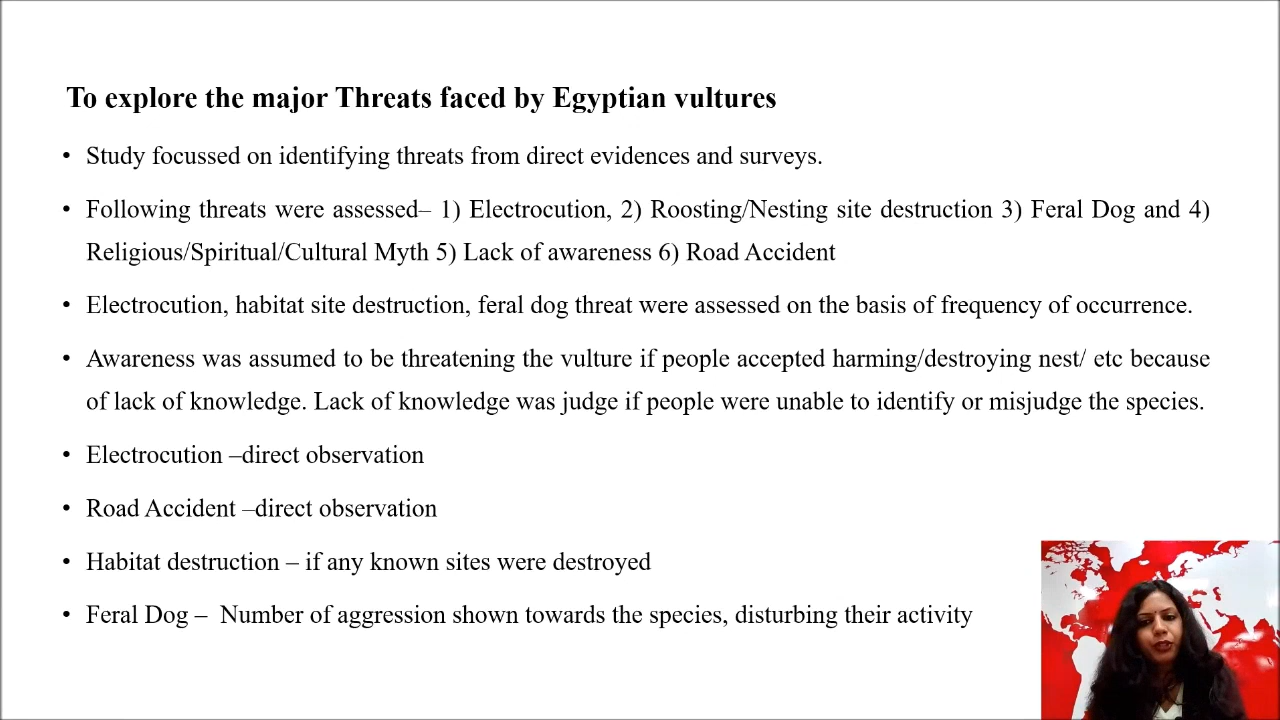 To explore the major Threats faced by Egyptian vultures
• Study focussed on identifying threats from direct evidences and surveys.
• Following threats were assessed– 1) Electrocution, 2) Roosting/Nesting site destruction 3) Feral Dog and 4)
Religious/Spiritual/Cultural Myth 5) Lack of awareness 6) Road Accident
• Electrocution, habitat site destruction, feral dog threat were assessed on the basis of frequency of occurrence.
• Awareness was assumed to be threatening the vulture if people accepted harming/destroying nest/ etc because
of lack of knowledge. Lack of knowledge was judge if people were unable to identify or misjudge the species.
• Electrocution –direct observation
• Road Accident –direct observation
• Habitat destruction – if any known sites were destroyed
• Feral Dog – Number of aggression shown towards the species, disturbing their activity